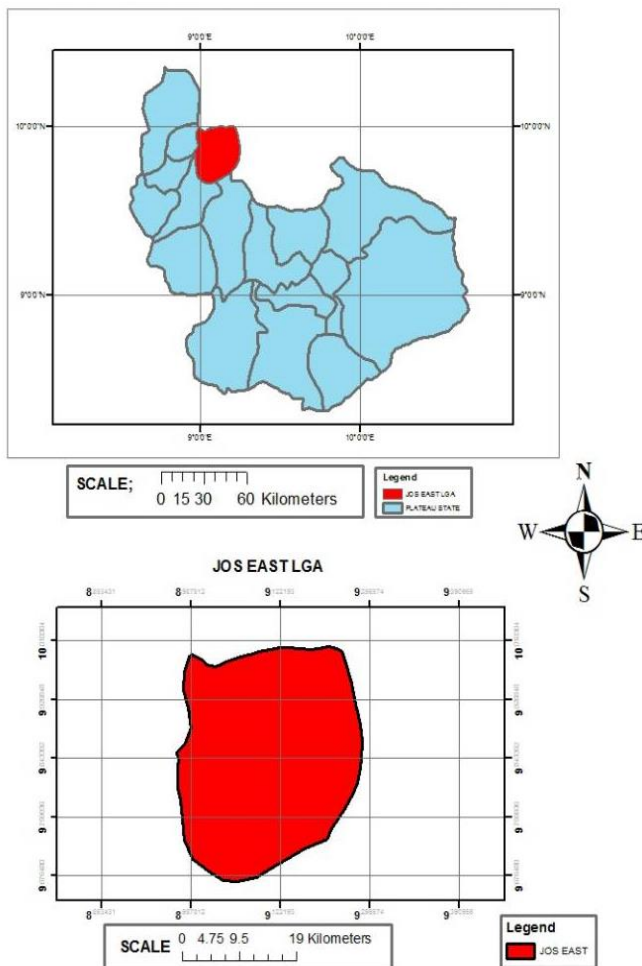 9°0'0"E 10°0'0"E
10°0'0"N 10°0'0"N
9°0'0"N 9°0'0"N
9°0'0"E 10°0'0"E
SCALE;
0 15 30 60 Kilometers
Legend
JOS EAST LGA
PLATEAU STATE
N
W E
S
JOS EAST LGA
8 8 9 9 9
10 10
9 9
9 9
9 9
9 9
8 8 9 9 9
SCALE 0 4.75 9.5 19 Kilometers
Legend
JOS EAST